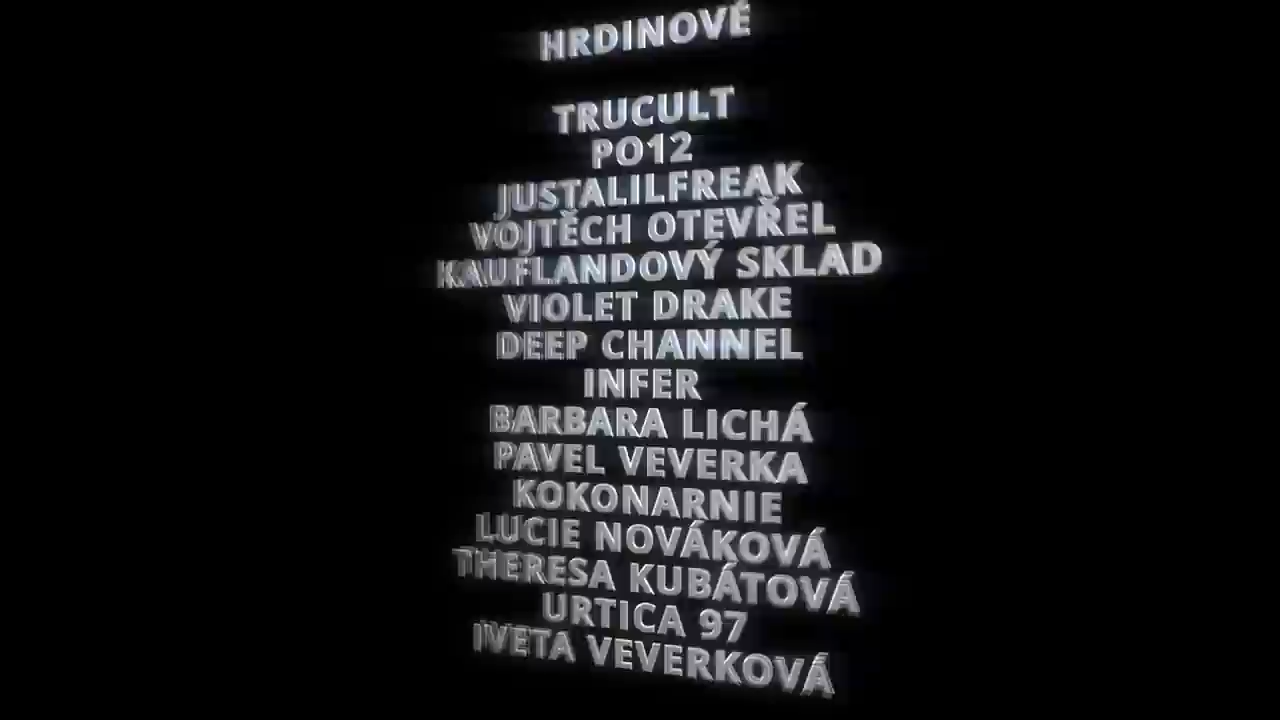 HRDINOVÉ
TRUCULT
PO12
JUSTALILFREAK
VOJTĚCH OTEVŘEL
KAUFLANDOVÝ SKLAD
VIOLET DRAKE
DEEP CHANNEL
INFER
BARBARA LICHÁ
PAVEL VEVERKA
KOKONARNIE
LUCIE NOVÁKOVÁ
THERESA KUBÁTOVÁ
URTICA 97
IVETA VEVERKOVÁ